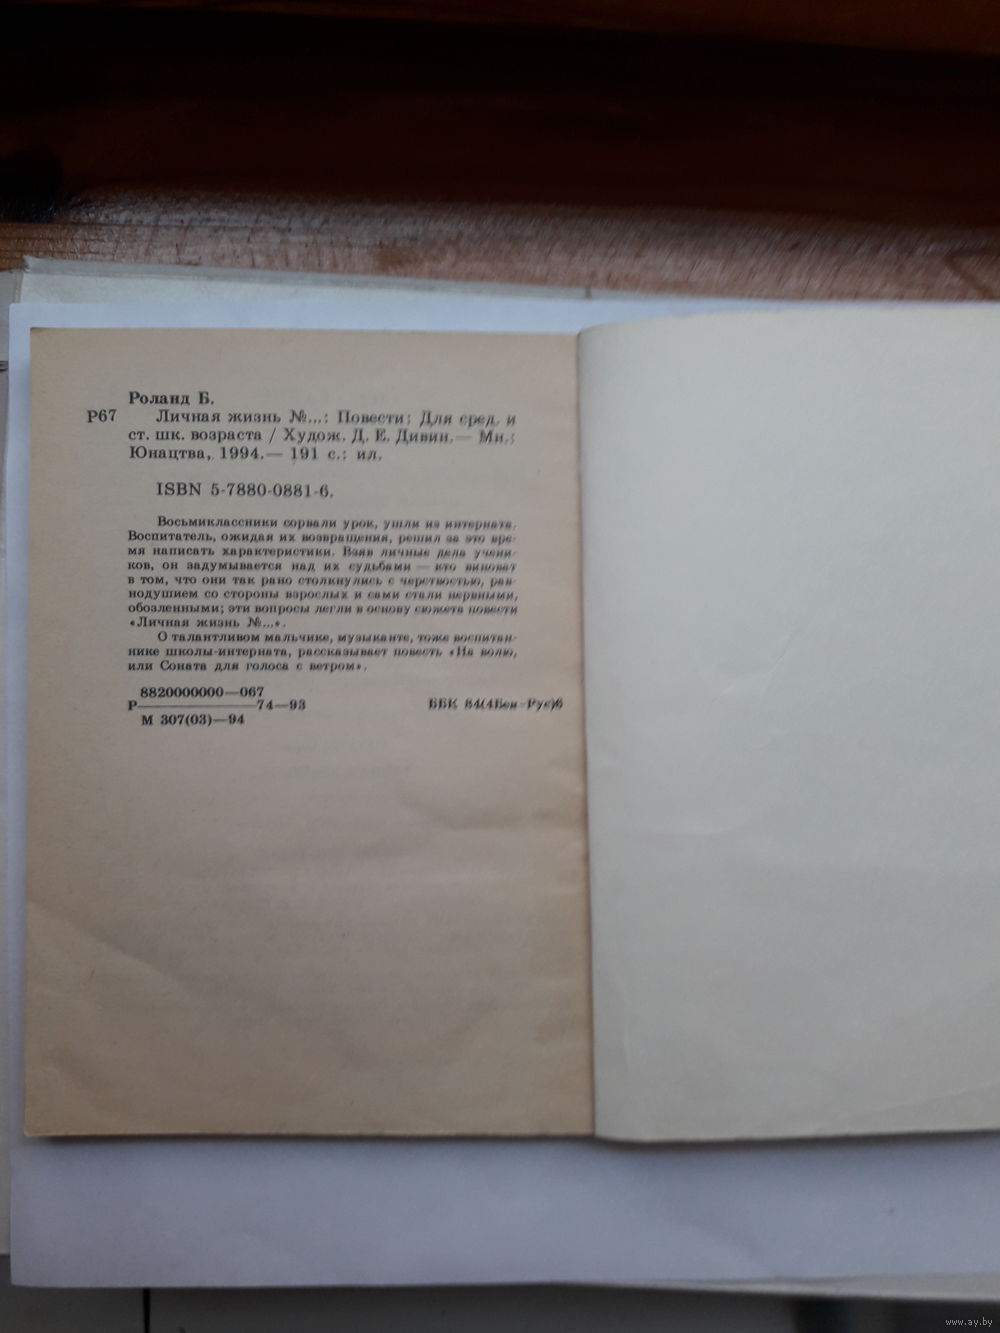 Роланд Б.
Р67 Личная жизнь №...: Повести: Для сред. и
ст. шк. возраста / Худож. Д. Е. Дивин.— Мн.:
Юнацтва, 1994.— 191 с.: ил.
ISBN 5-7880-0881-6.
Восьмиклассники сорвали урок, ушли из интерната.
Воспитатель, ожидая их возвращения, решил за это вре-
мя написать характеристики. Взяв личные дела учени-
ков, он задумывается над их судьбами — кто виноват
в том, что они так рано столкнулись с черствостью, рав-
нодушием со стороны взрослых и сами стали нервными,
обозленными; эти вопросы легли в основу сюжета повести
«Личная жизнь №...».
О талантливом мальчике, музыканте, тоже воспитан-
нике школы-интерната, рассказывает повесть «На волю,
или Соната для голоса с ветром».
8820000000—067
Р————————74—93
М 307(03)—94
ББК 84(4Беи-Рус)6
www.ay.by